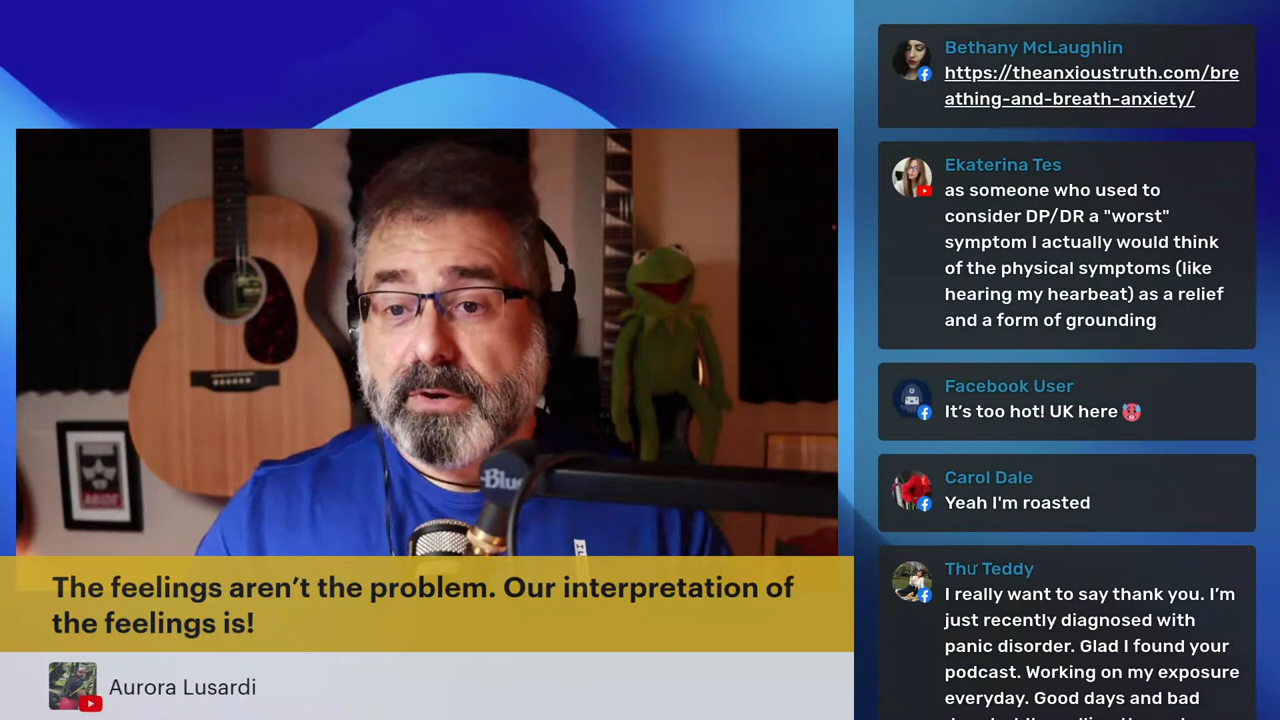 Bethany McLaughlin
https://theanxioustruth.com/bre
athing-and-breath-anxiety/
Ekaterina Tes
as someone who used to
consider DP/DR a "worst"
symptom I actually would think
of the physical symptoms (like
hearing my hearbeat) as a relief
and a form of grounding
Facebook User
It’s too hot! UK here 🥵
Carol Dale
Yeah I'm roasted
Thư Teddy
I really want to say thank you. I’m
just recently diagnosed with
panic disorder. Glad I found your
podcast. Working on my exposure
everyday. Good days and bad
ABIDE
Blue
The feelings aren’t the problem. Our interpretation of
the feelings is!
Aurora Lusardi